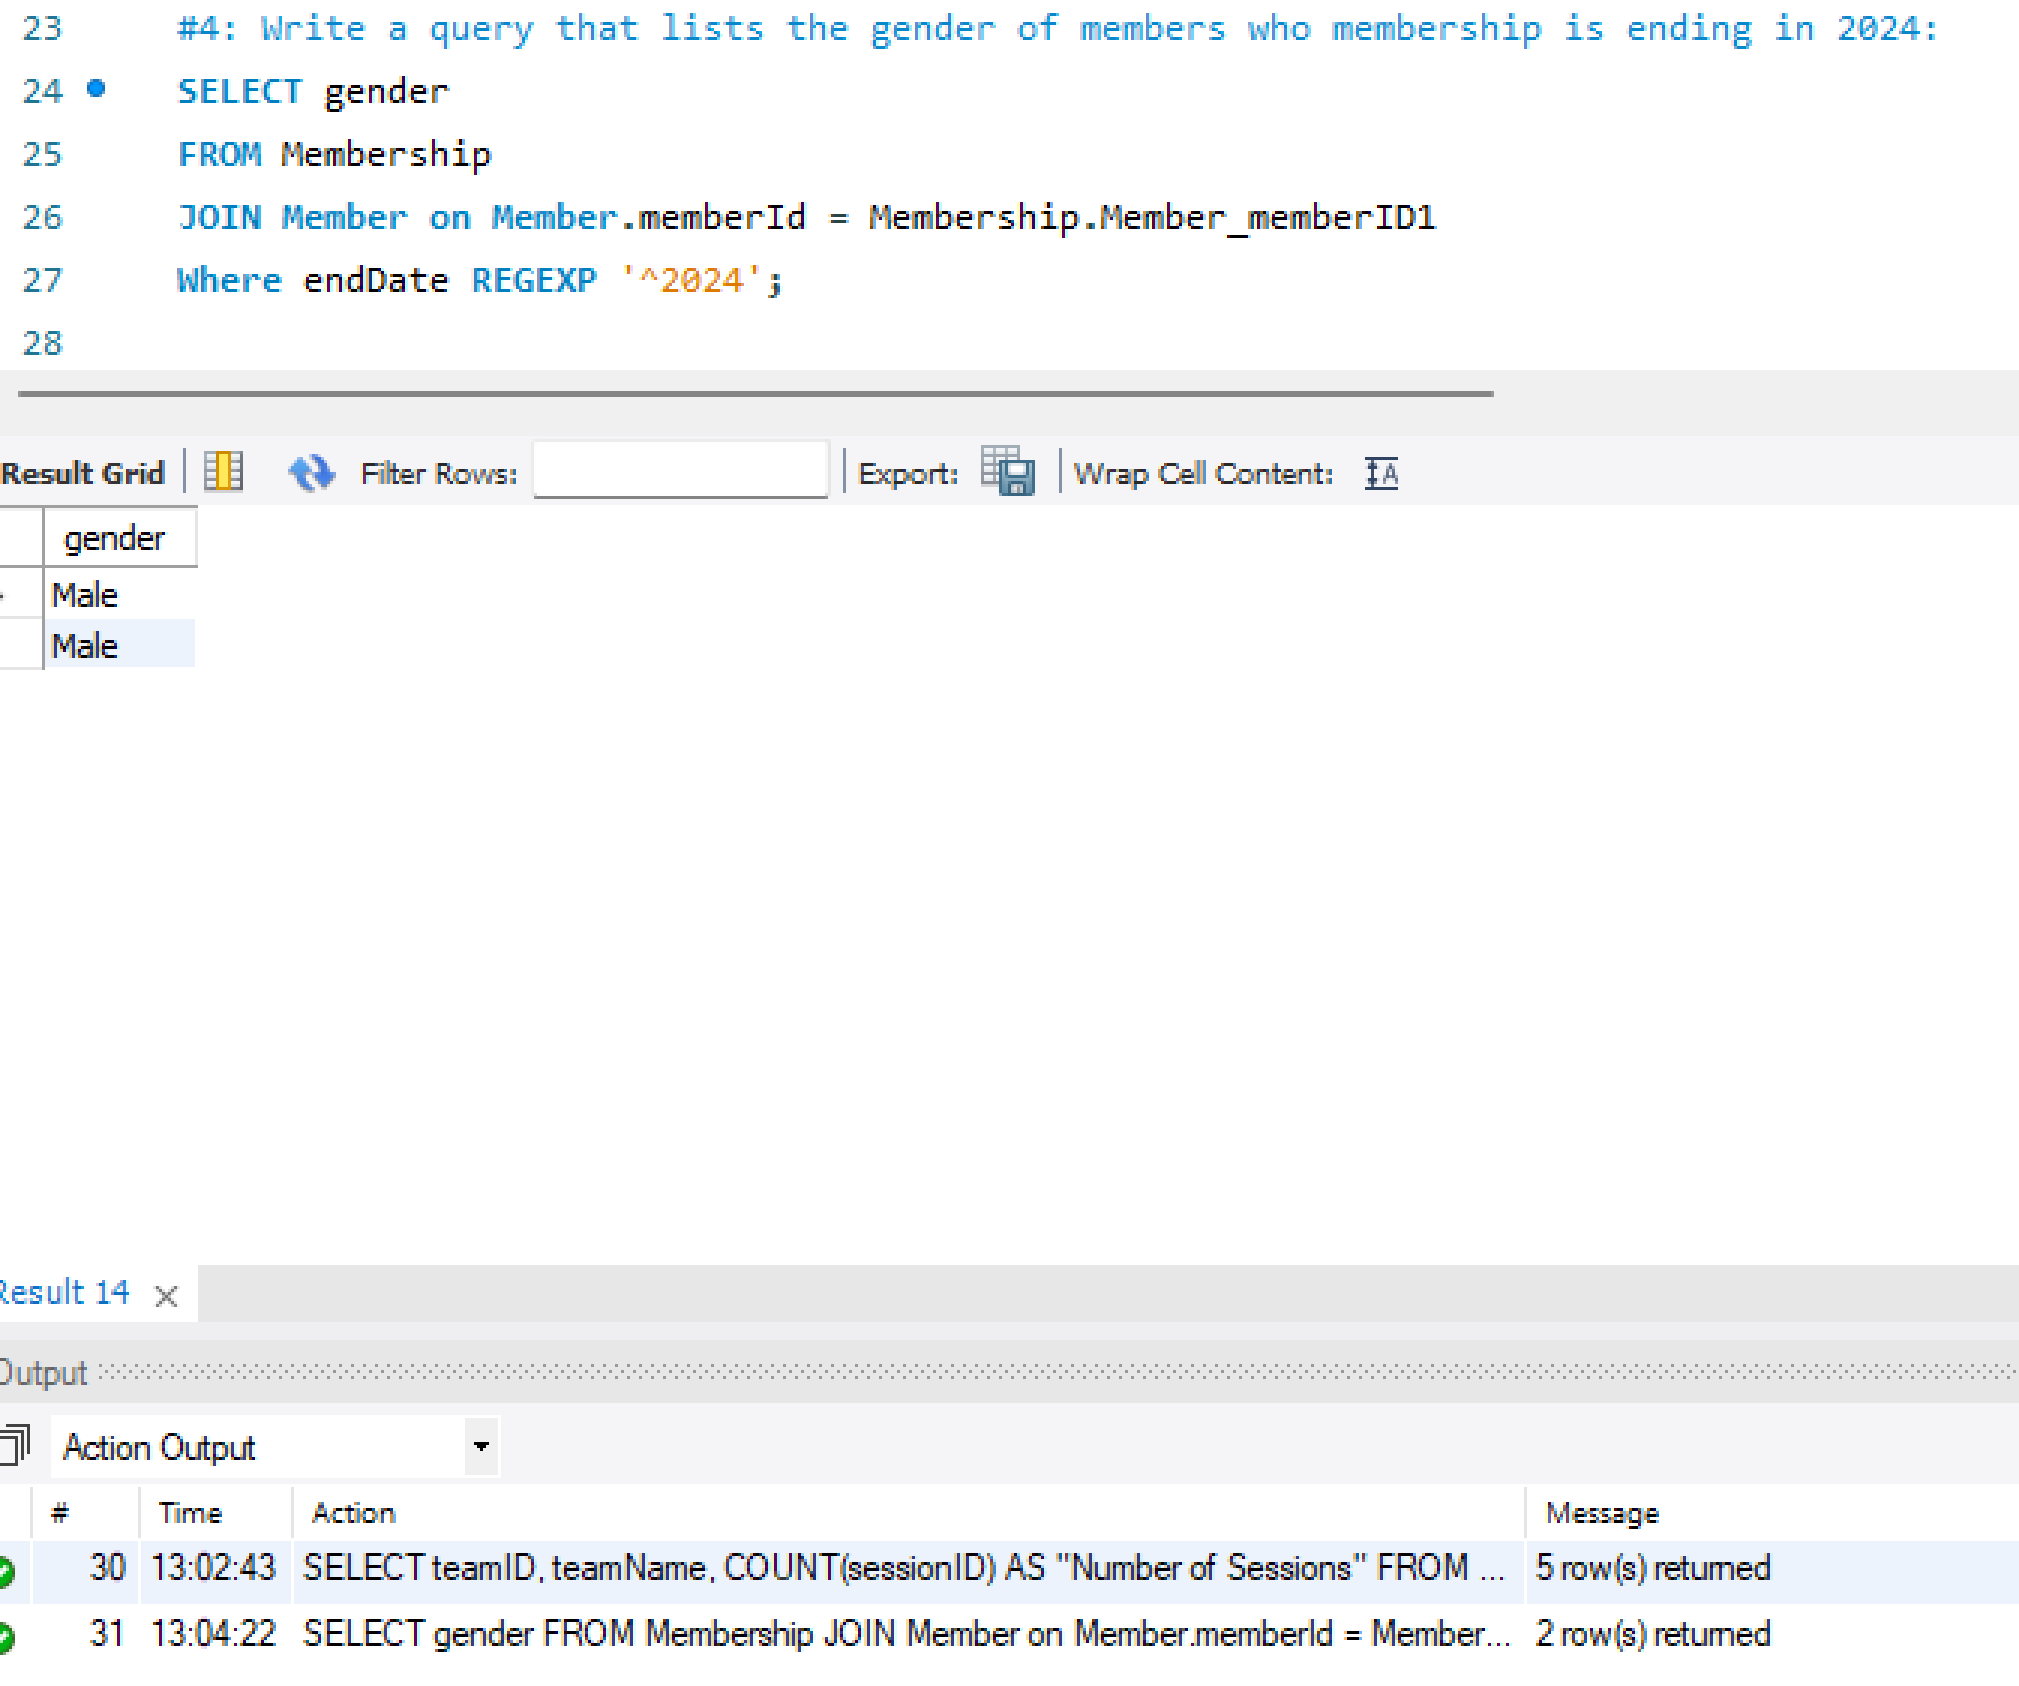 23 #4: Write a query that lists the gender of members who membership is ending in 2024:
24 SELECT gender
25 FROM Membership
26 JOIN Member on Member.memberId = Membership.Member_memberID1
27 Where endDate REGEXP '^2024';
28
Result Grid Filter Rows: Export: Wrap Cell Content:
gender
Male
Male
Result 14
Output
Action Output
# Time Action Message
30 13:02:43 SELECT teamID, teamName, COUNT(sessionID) AS "Number of Sessions" FROM ... 5 row(s) returned
31 13:04:22 SELECT gender FROM Membership JOIN Member on Member.memberId = Member... 2 row(s) returned